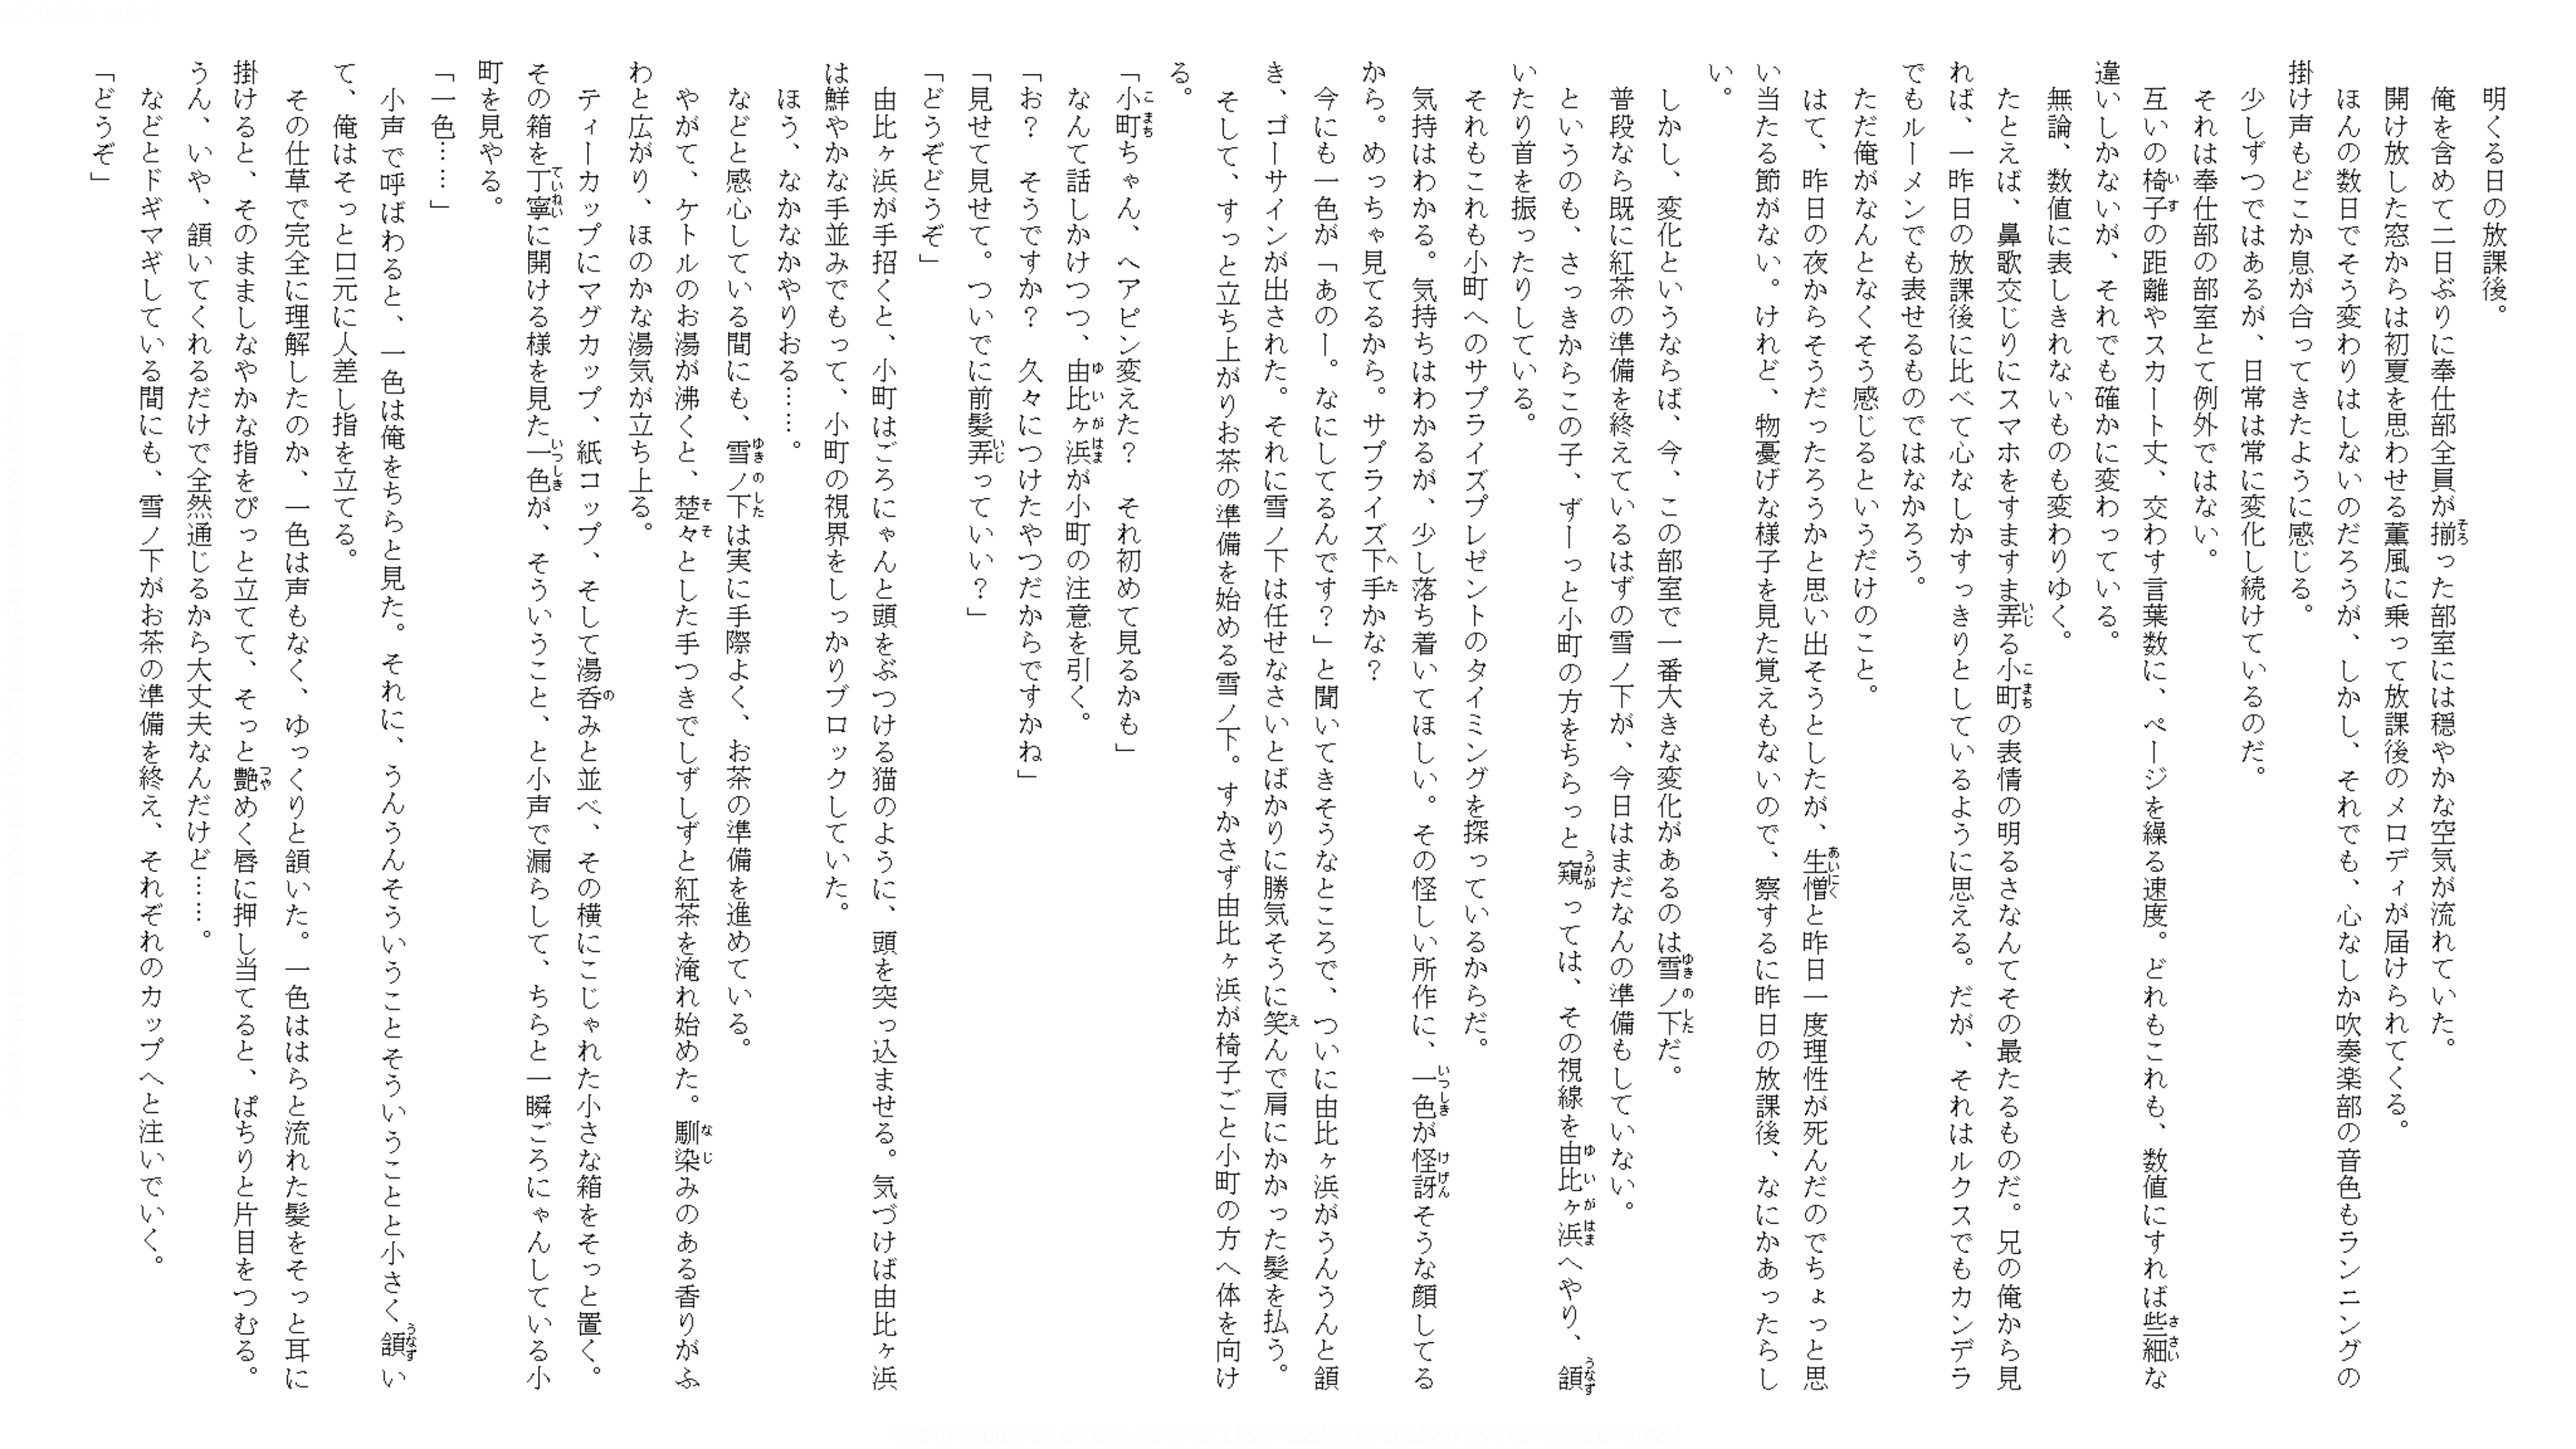 明くる日の放課後。
俺を含めて二日ぶりに奉仕部全員が揃った部室には穏やかな空気が流れていた。
開け放した窓からは初夏を思わせる薫風に乗って放課後のメロディが届けられてくる。
ほんの数日でそう変わりはしないのだろうが、しかし、それでも、心なしか吹奏楽部の音色もランニングの
掛け声もどこか息が合ってきたように感じる。
少しずつではあるが、日常は常に変化し続けているのだ。
それは奉仕部の部室とて例外ではない。
互いの椅子の距離やスカート丈、交わす言葉数に、ページを繰る速度。どれもこれも、数値にすれば些細な
違いしかないが、それでも確かに変わっている。
無論、数値に表しきれないものも変わりゆく。
たとえば、鼻歌交じりにスマホをすますま弄る小町の表情の明るさなんてその最たるものだ。兄の俺から見
れば、一昨日の放課後に比べて心なしかすっきりとしているように思える。だが、それはルクスでもカンデラ
でもルーメンでも表せるものではなかろう。
ただ俺がなんとなくそう感じるというだけのこと。
はて、昨日の夜からそうだったろうかと思い出そうとしたが、生憎と昨日一度理性が死んだのでちょっと思
い当たる節がない。けれど、物憂げな様子を見た覚えもないので、察するに昨日の放課後、なにかあったらし
い。
しかし、変化というならば、今、この部室で一番大きな変化があるのは雪ノ下だ。
普段なら既に紅茶の準備を終えているはずの雪ノ下が、今日はまだなんの準備もしていない。
というのも、さっきからこの子、ずーっと小町の方をちらっと窺っては、その視線を由比ヶ浜へやり、頷
いたり首を振ったりしている。
それもこれも小町へのサプライズプレゼントのタイミングを探っているからだ。
気持はわかる。気持ちはわかるが、少し落ち着いてほしい。その怪しい所作に、一色が怪訝そうな顔してる
から。めっちゃ見てるから。サプライズ下手かな？
今にも一色が「あのー。なにしてるんです？」と聞いてきそうなところで、ついに由比ヶ浜がうんうんと頷
き、ゴーサインが出された。それに雪ノ下は任せなさいとばかりに勝気そうに笑んで肩にかかった髪を払う。
そして、すっと立ち上がりお茶の準備を始める雪ノ下。すかさず由比ヶ浜が椅子ごと小町の方へ体を向け
る。
「小町ちゃん、ヘアピン変えた？　それ初めて見るかも」
なんて話しかけつつ、由比ヶ浜が小町の注意を引く。
「お？　そうですか？　久々につけたやつだからですかね」
「見せて見せて。ついでに前髪弄っていい？」
「どうぞどうぞ」
由比ヶ浜が手招くと、小町はごろにゃんと頭をぶつける猫のように、頭を突っ込ませる。気づけば由比ヶ浜
は鮮やかな手並みでもって、小町の視界をしっかりブロックしていた。
ほう、なかなかやりおる……。
などと感心している間にも、雪ノ下は実に手際よく、お茶の準備を進めている。
やがて、ケトルのお湯が沸くと、楚々とした手つきでしずしずと紅茶を淹れ始めた。馴染みのある香りがふ
わと広がり、ほのかな湯気が立ち上る。
ティーカップにマグカップ、紙コップ、そして湯呑みと並べ、その横にこじゃれた小さな箱をそっと置く。
その箱を丁寧に開ける様を見た一色が、そういうこと、と小声で漏らして、ちらと一瞬ごろにゃんしている小
町を見やる。
「一色……」
小声で呼ばわると、一色は俺をちらと見た。それに、うんうんそういうことそういうことと小さく頷い
て、俺はそっと口元に人差し指を立てる。
その仕草で完全に理解したのか、一色は声もなく、ゆっくりと頷いた。一色ははらと流れた髪をそっと耳に
掛けると、そのまましなやかな指をぴっと立てて、そっと艶めく唇に押し当てると、ぱちりと片目をつむる。
うん、いや、頷いてくれるだけで全然通じるから大丈夫なんだけど……。
などとドギマギしている間にも、雪ノ下がお茶の準備を終え、それぞれのカップへと注いでいく。
「どうぞ」